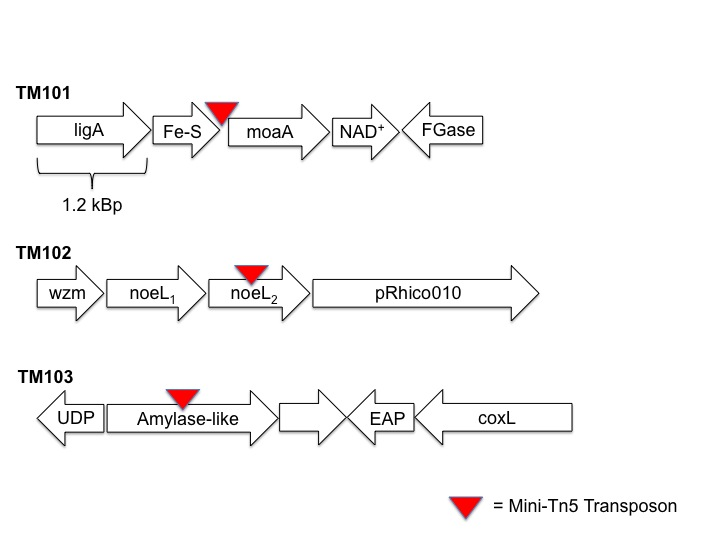 TM101
ligA Fe-S moaA NAD⁺ FGase
1.2 kBp
TM102
wzm noeL₁ noeL₂ pRhico010
TM103
UDP Amylase-like EAP coxL
= Mini-Tn5 Transposon